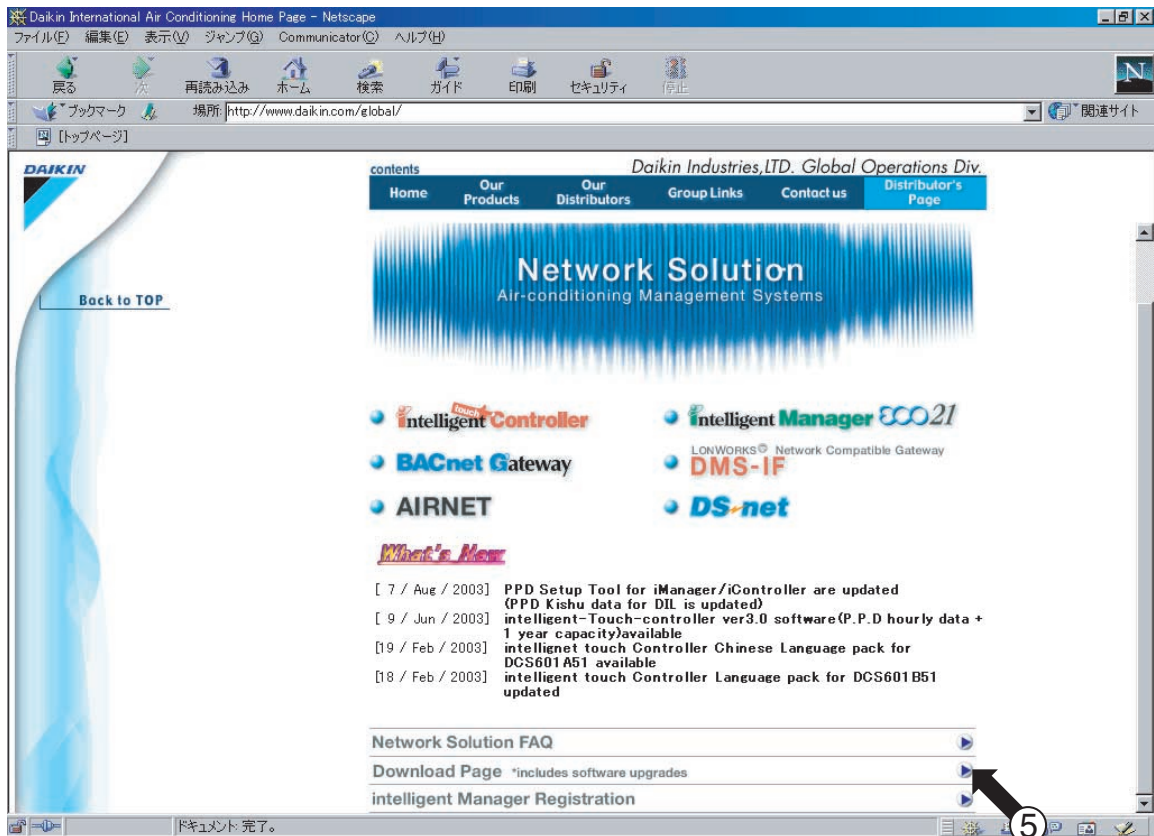 Daikin International Air Conditioning Home Page - Netscape
ファイル(F) 編集(E) 表示(V) ジャンプ(G) Communicator(C) ヘルプ(H)
戻る 次 再読み込み ホーム 検索 ガイド 印刷 セキュリティ 停止
N
ブックマーク 場所: http://www.daikin.com/global/ 関連サイト
[トップページ]
DAIKIN
contents Daikin Industries,LTD. Global Operations Div.
Home Our Products Our Distributors Group Links Contact us Distributor's Page
Network Solution
Air-conditioning Management Systems
Back to TOP
intelligent touch Controller
intelligent Manager ECO21
BACnet Gateway
LONWORKS® Network Compatible Gateway
DMS-IF
AIRNET
DS-net
What's New
[ 7 / Aug / 2003] PPD Setup Tool for iManager/iController are updated
(PPD Kishu data for DIL is updated)
[ 9 / Jun / 2003] intelligent-Touch-controller ver3.0 software(P.P.D hourly data +
1 year capacity)available
[19 / Feb / 2003] intellignet touch Controller Chinese Language pack for
DCS601A51 available
[18 / Feb / 2003] intelligent touch Controller Language pack for DCS601B51
updated
Network Solution FAQ
Download Page *includes software upgrades
intelligent Manager Registration
⑤
ドキュメント: 完了。